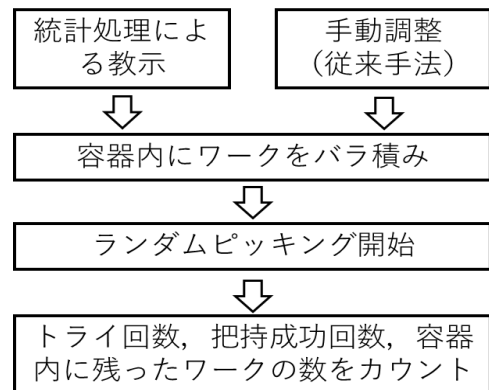 統計処理によ
る教示
手動調整
（従来手法）
容器内にワークをバラ積み
ランダムピッキング開始
トライ回数，把持成功回数，容器
内に残ったワークの数をカウント